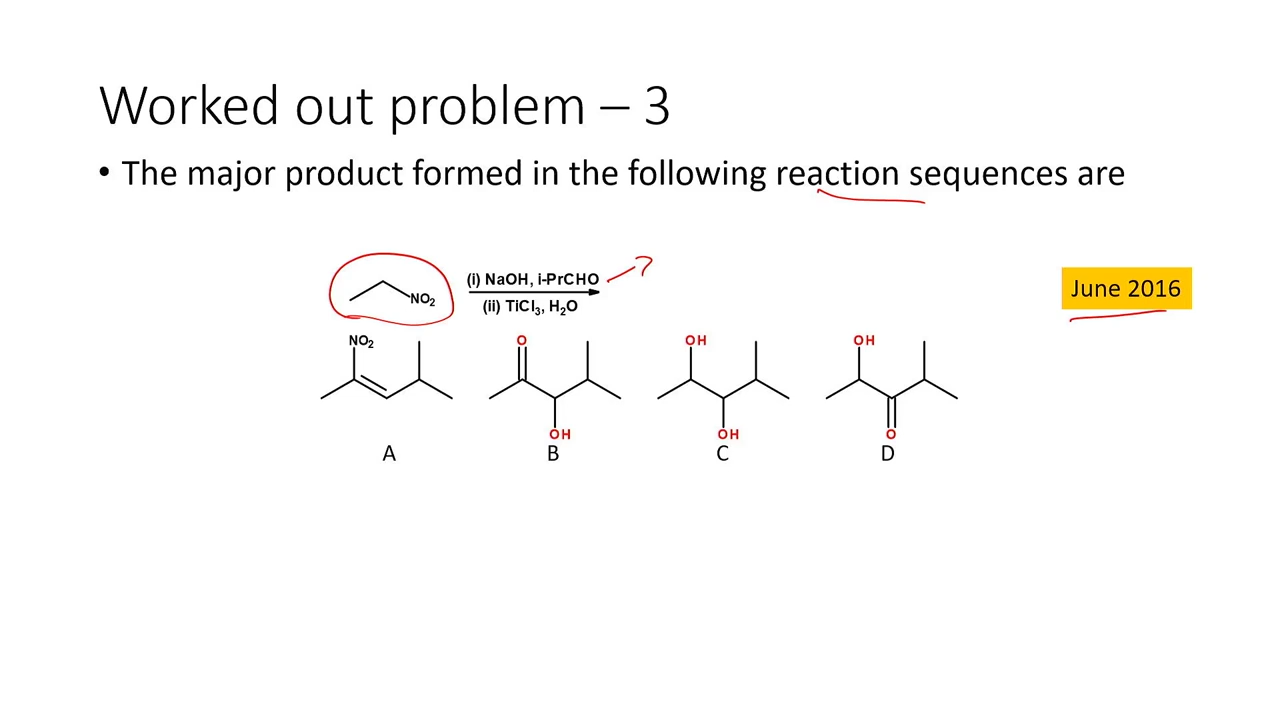 Worked out problem – 3
• The major product formed in the following reaction sequences are
(i) NaOH, i-PrCHO
NO2
(ii) TiCl3, H2O
June 2016
NO2
O
OH
OH
OH
OH
O
A
B
C
D